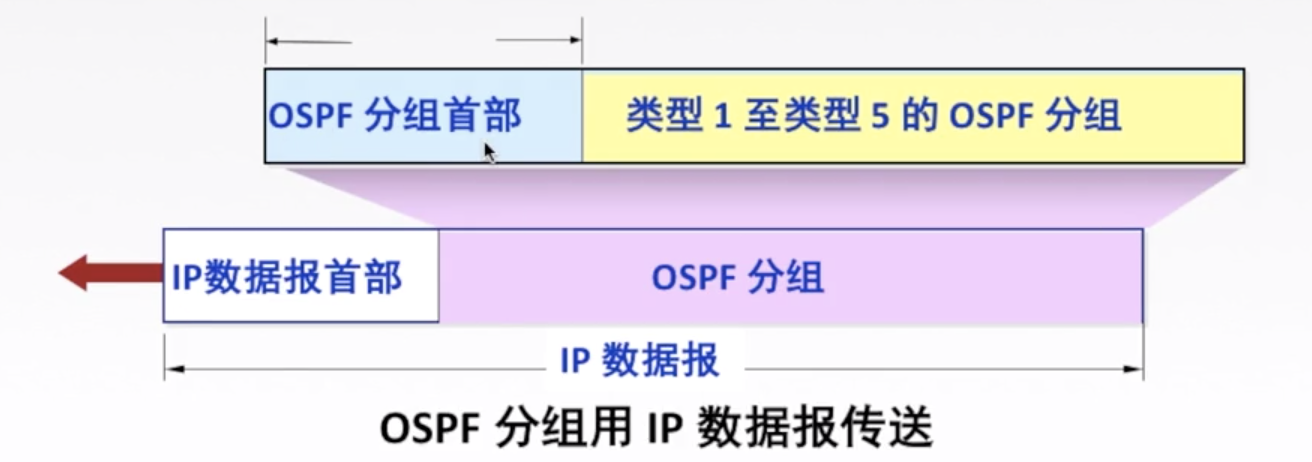 OSPF 分组首部
类型 1 至类型 5 的 OSPF 分组
IP数据报首部
OSPF 分组
IP 数据报
OSPF 分组用 IP 数据报传送